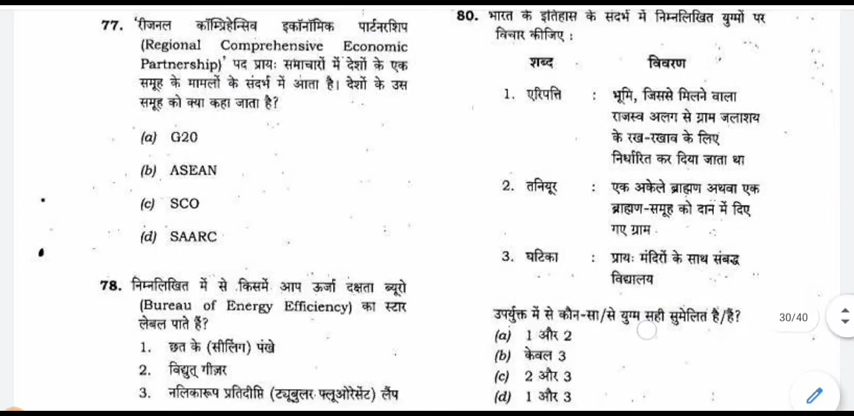 77. 'रीजनल कॉम्प्रिहेन्सिव इकॉनॉमिक पार्टनरशिप
(Regional Comprehensive Economic
Partnership)' पद प्रायः समाचारों में देशों के एक
समूह के मामलों के संदर्भ में आता है। देशों के उस
समूह को क्या कहा जाता है?
(a) G20
(b) ASEAN
(c) SCO
(d) SAARC
78. निम्नलिखित में से किसमें आप ऊर्जा दक्षता ब्यूरो
(Bureau of Energy Efficiency) का स्टार
लेबल पाते हैं?
1. छत के (सीलिंग) पंखे
2. विद्युत् गीज़र
3. नलिकारूप प्रतिदीप्ति (ट्यूबुलर फ्लूओरेसेंट) लैंप
80. भारत के इतिहास के संदर्भ में निम्नलिखित युग्मों पर
विचार कीजिए :
शब्द विवरण
1. एरिपत्ति : भूमि, जिससे मिलने वाला
राजस्व अलग से ग्राम जलाशय
के रख-रखाव के लिए
निर्धारित कर दिया जाता था
2. तनियूर : एक अकेले ब्राह्मण अथवा एक
ब्राह्मण-समूह को दान में दिए
गए ग्राम
3. घटिका : प्रायः मंदिरों के साथ संबद्ध
विद्यालय
उपर्युक्त में से कौन-सा/से युग्म सही सुमेलित है/हैं?
(a) 1 और 2
(b) केवल 3
(c) 2 और 3
(d) 1 और 3
30/40